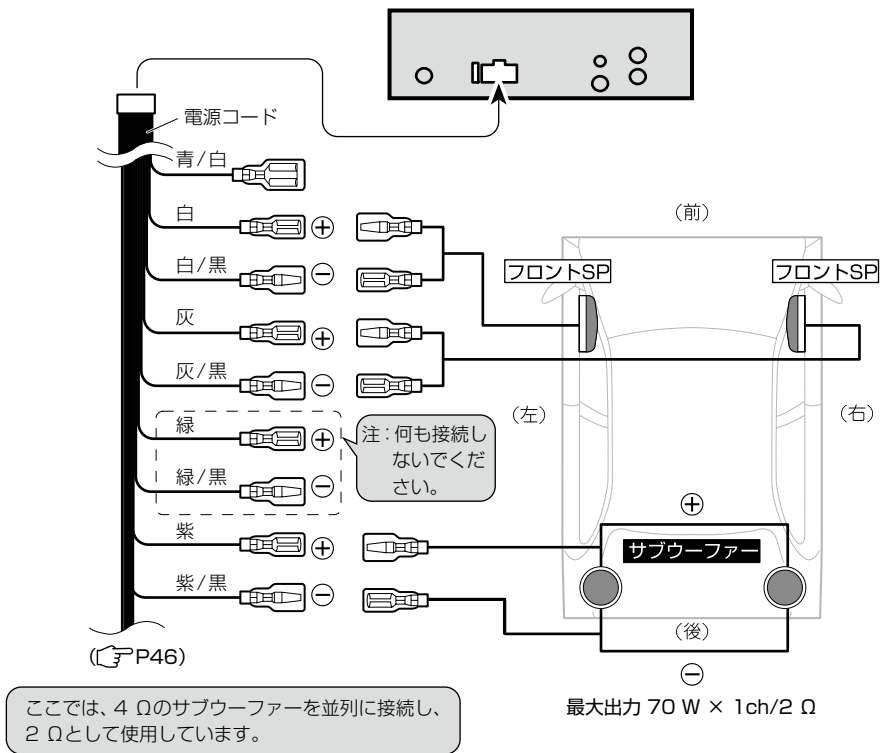 電源コード
青/白
白
⊕
(前)
白/黒
⊖
フロントSP
フロントSP
灰
⊕
灰/黒
⊖
(左)
(右)
緑
⊕
注：何も接続し
ないでくだ
さい。
緑/黒
⊖
紫
⊕
⊕
サブウーファー
紫/黒
⊖
(後)
(☞P46)
⊖
最大出力 70 W × 1ch/2 Ω
ここでは、4 Ωのサブウーファーを並列に接続し、
2 Ωとして使用しています。